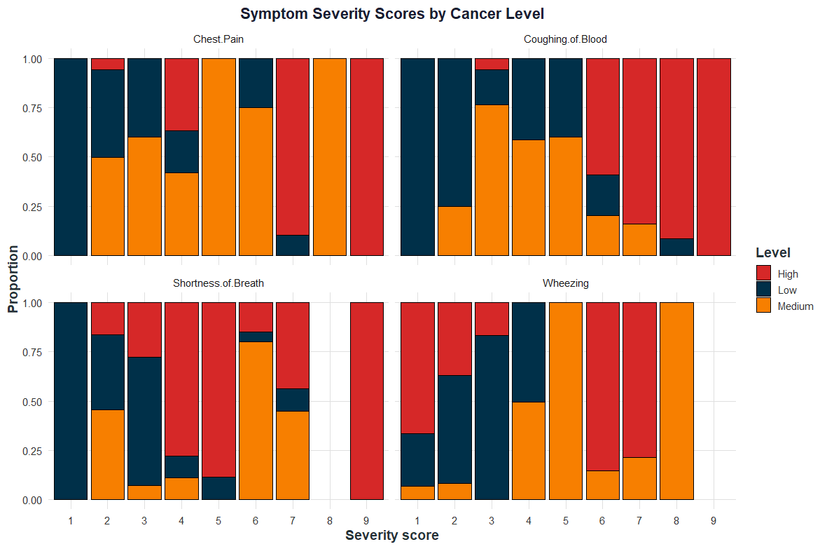 Symptom Severity Scores by Cancer Level
Chest.Pain
Coughing.of.Blood
1.00
0.75
0.50
0.25
0.00
Shortness.of.Breath
Wheezing
1.00
0.75
0.50
0.25
0.00
1 2 3 4 5 6 7 8 9
1 2 3 4 5 6 7 8 9
Severity score
Proportion
Level
High
Low
Medium